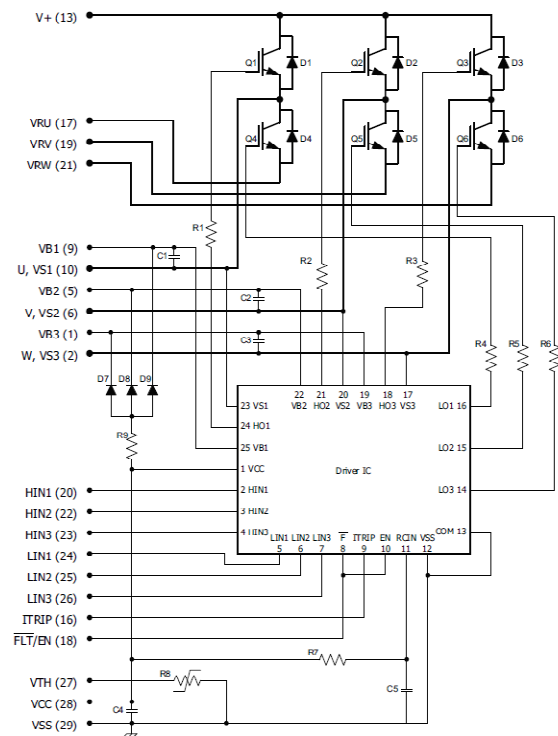 V+ (13)
Q1
D1
Q2
D2
Q3
D3
VRU (17)
VRV (19)
VRW (21)
Q4
D4
Q5
D5
Q6
D6
R1
VB1 (9)
C1
R2
R3
U, VS1 (10)
VB2 (5)
C2
V, VS2 (6)
VB3 (1)
C3
R4
R5
R6
W, VS3 (2)
D7
D8
D9
22
21
20
19
18
17
VB2
HO2
VS2
VB3
HO3
VS3
23 VS1
LO1 16
24 HO1
R9
25 VB1
LO2 15
1 VCC
Driver IC
HIN1 (20)
2 HIN1
LO3 14
HIN2 (22)
3 HIN2
HIN3 (23)
4 HIN3
COM 13
LIN1
LIN2
LIN3
F
ITRIP
EN
RCIN
VSS
5
6
7
8
9
10
11
12
LIN1 (24)
LIN2 (25)
LIN3 (26)
ITRIP (16)
FLT/EN (18)
R7
VTH (27)
R8
C5
VCC (28)
C4
VSS (29)